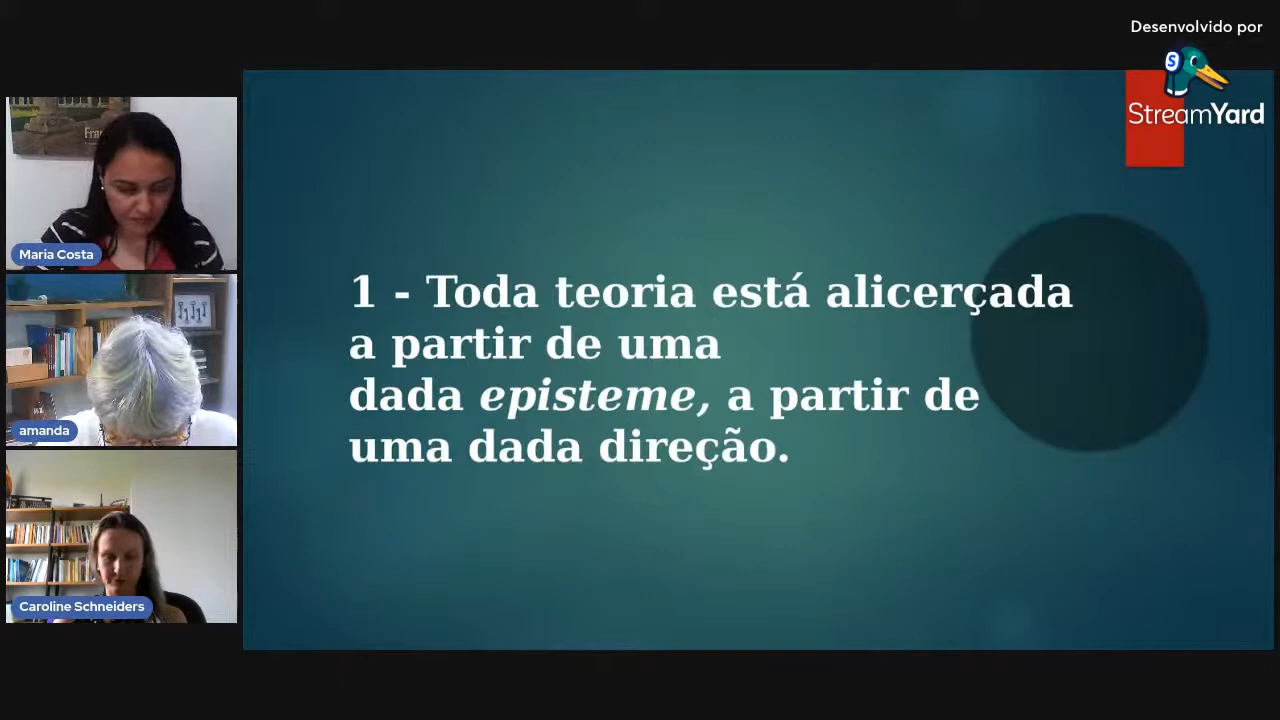 Desenvolvido por
StreamYard
Maria Costa
amanda
Caroline Schneiders
1 - Toda teoria está alicerçada
a partir de uma
dada episteme, a partir de
uma dada direção.